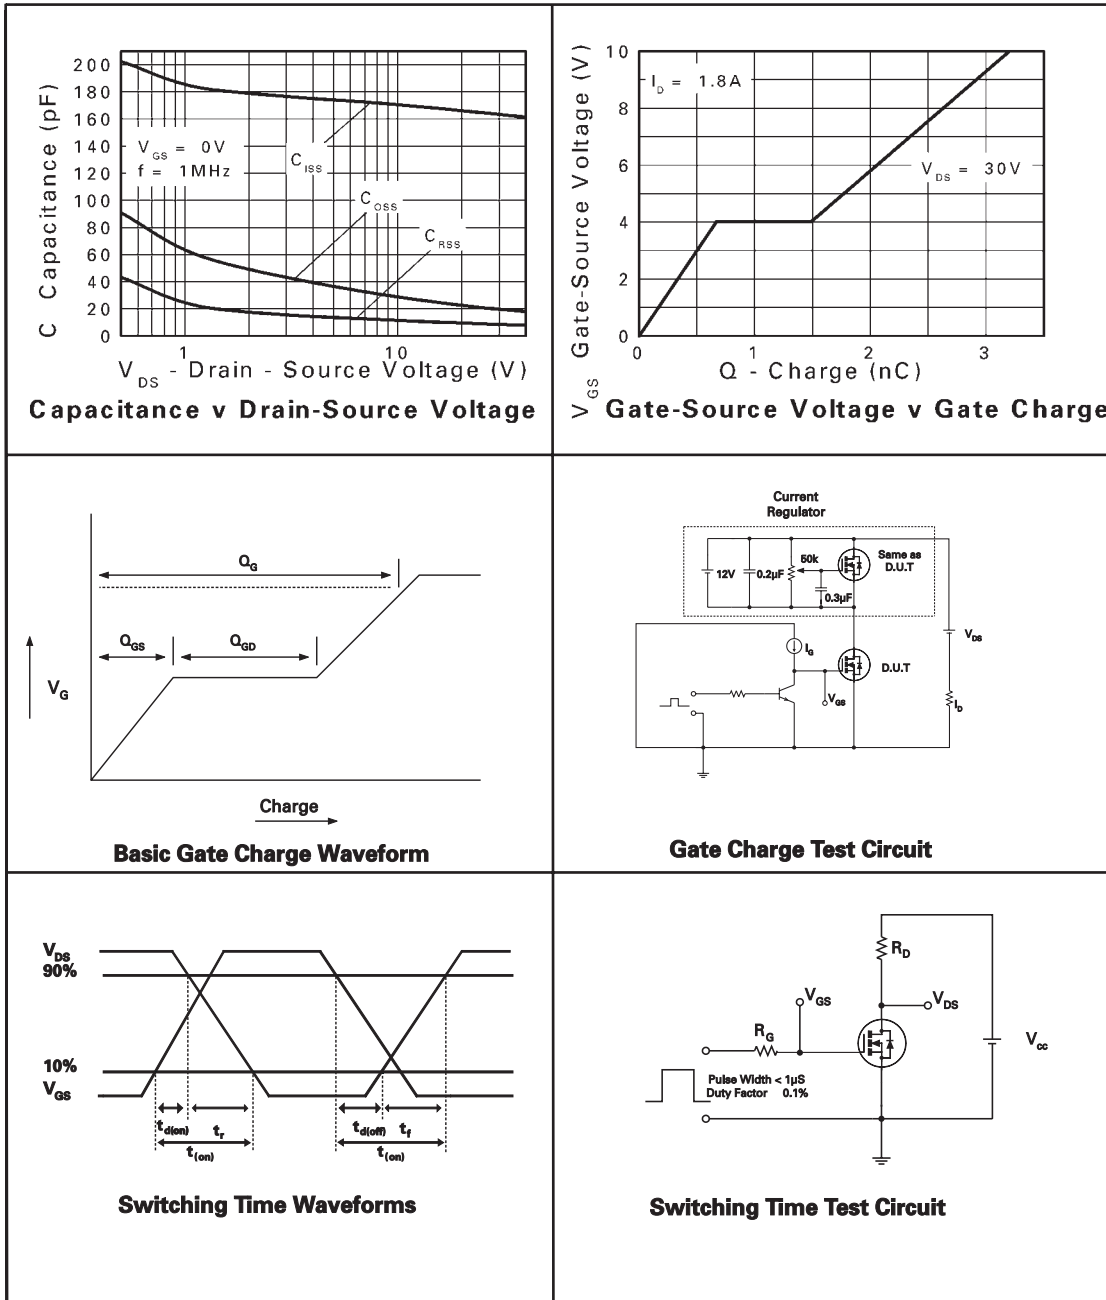 200
180
160
140
120
100
80
60
40
20
0
C Capacitance (pF)
V_GS = 0V
f = 1MHz
C_ISS
C_OSS
C_RSS
1
10
V_DS - Drain - Source Voltage (V)
Capacitance v Drain-Source Voltage
10
8
6
4
2
0
V_GS Gate-Source Voltage (V)
I_D = 1.8A
V_DS = 30V
0
1
2
3
Q - Charge (nC)
Gate-Source Voltage v Gate Charge
Q_G
Q_GS
Q_GD
V_G
Charge
Basic Gate Charge Waveform
Current
Regulator
12V
0.2µF
50k
0.3µF
Same as
D.U.T
I_G
V_GS
D.U.T
V_DS
I_D
Gate Charge Test Circuit
V_DS
90%
10%
V_GS
t_d(on)
t_r
t_(on)
t_d(off)
t_f
t_(on)
Switching Time Waveforms
R_D
V_GS
V_DS
R_G
V_cc
Pulse Width < 1µS
Duty Factor 0.1%
Switching Time Test Circuit